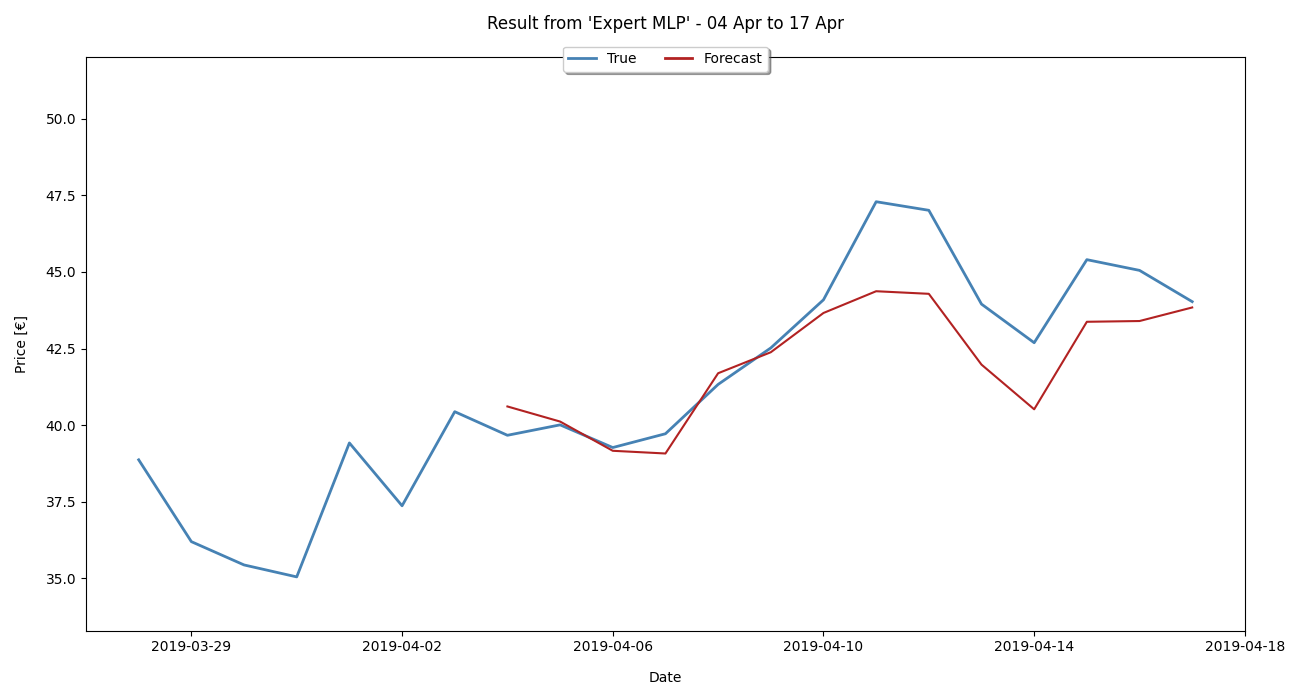 Result from 'Expert MLP' - 04 Apr to 17 Apr
True Forecast
Price [€]
50.0
47.5
45.0
42.5
40.0
37.5
35.0
2019-03-29 2019-04-02 2019-04-06 2019-04-10 2019-04-14 2019-04-18
Date